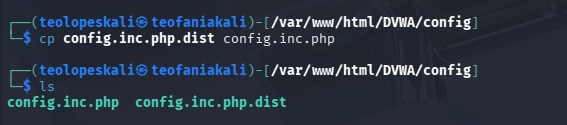 ┌──(teolopeskali㉿teofaniakali)-[/var/www/html/DVWA/config]
└─$ cp config.inc.php.dist config.inc.php
┌──(teolopeskali㉿teofaniakali)-[/var/www/html/DVWA/config]
└─$ ls
config.inc.php  config.inc.php.dist